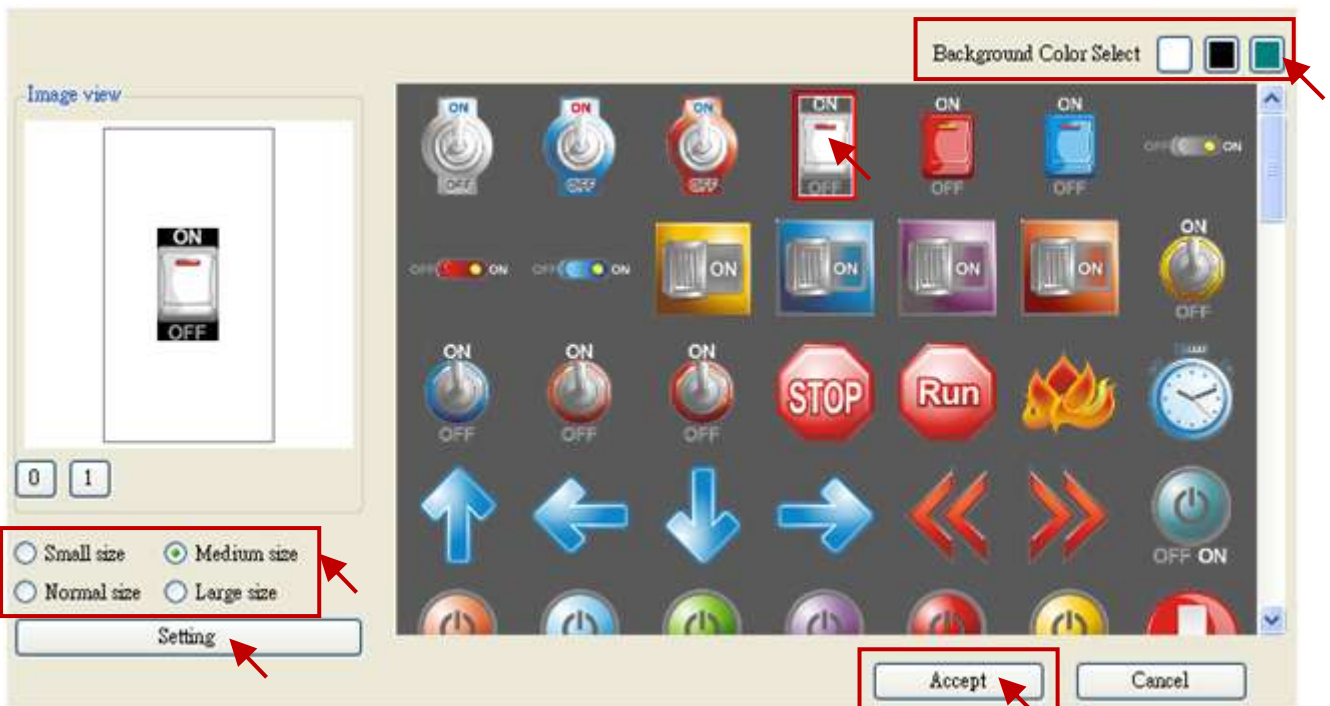 Background Color Select
Image view
ON
OFF
0 1
Small size Medium size
Normal size Large size
Setting
ON ON ON ON ON ON
OFF OFF OFF OFF OFF OFF OFF ON
OFF ON OFF ON ON ON ON ON ON
OFF
ON ON ON STOP Run
OFF OFF OFF
OFF ON
Accept Cancel